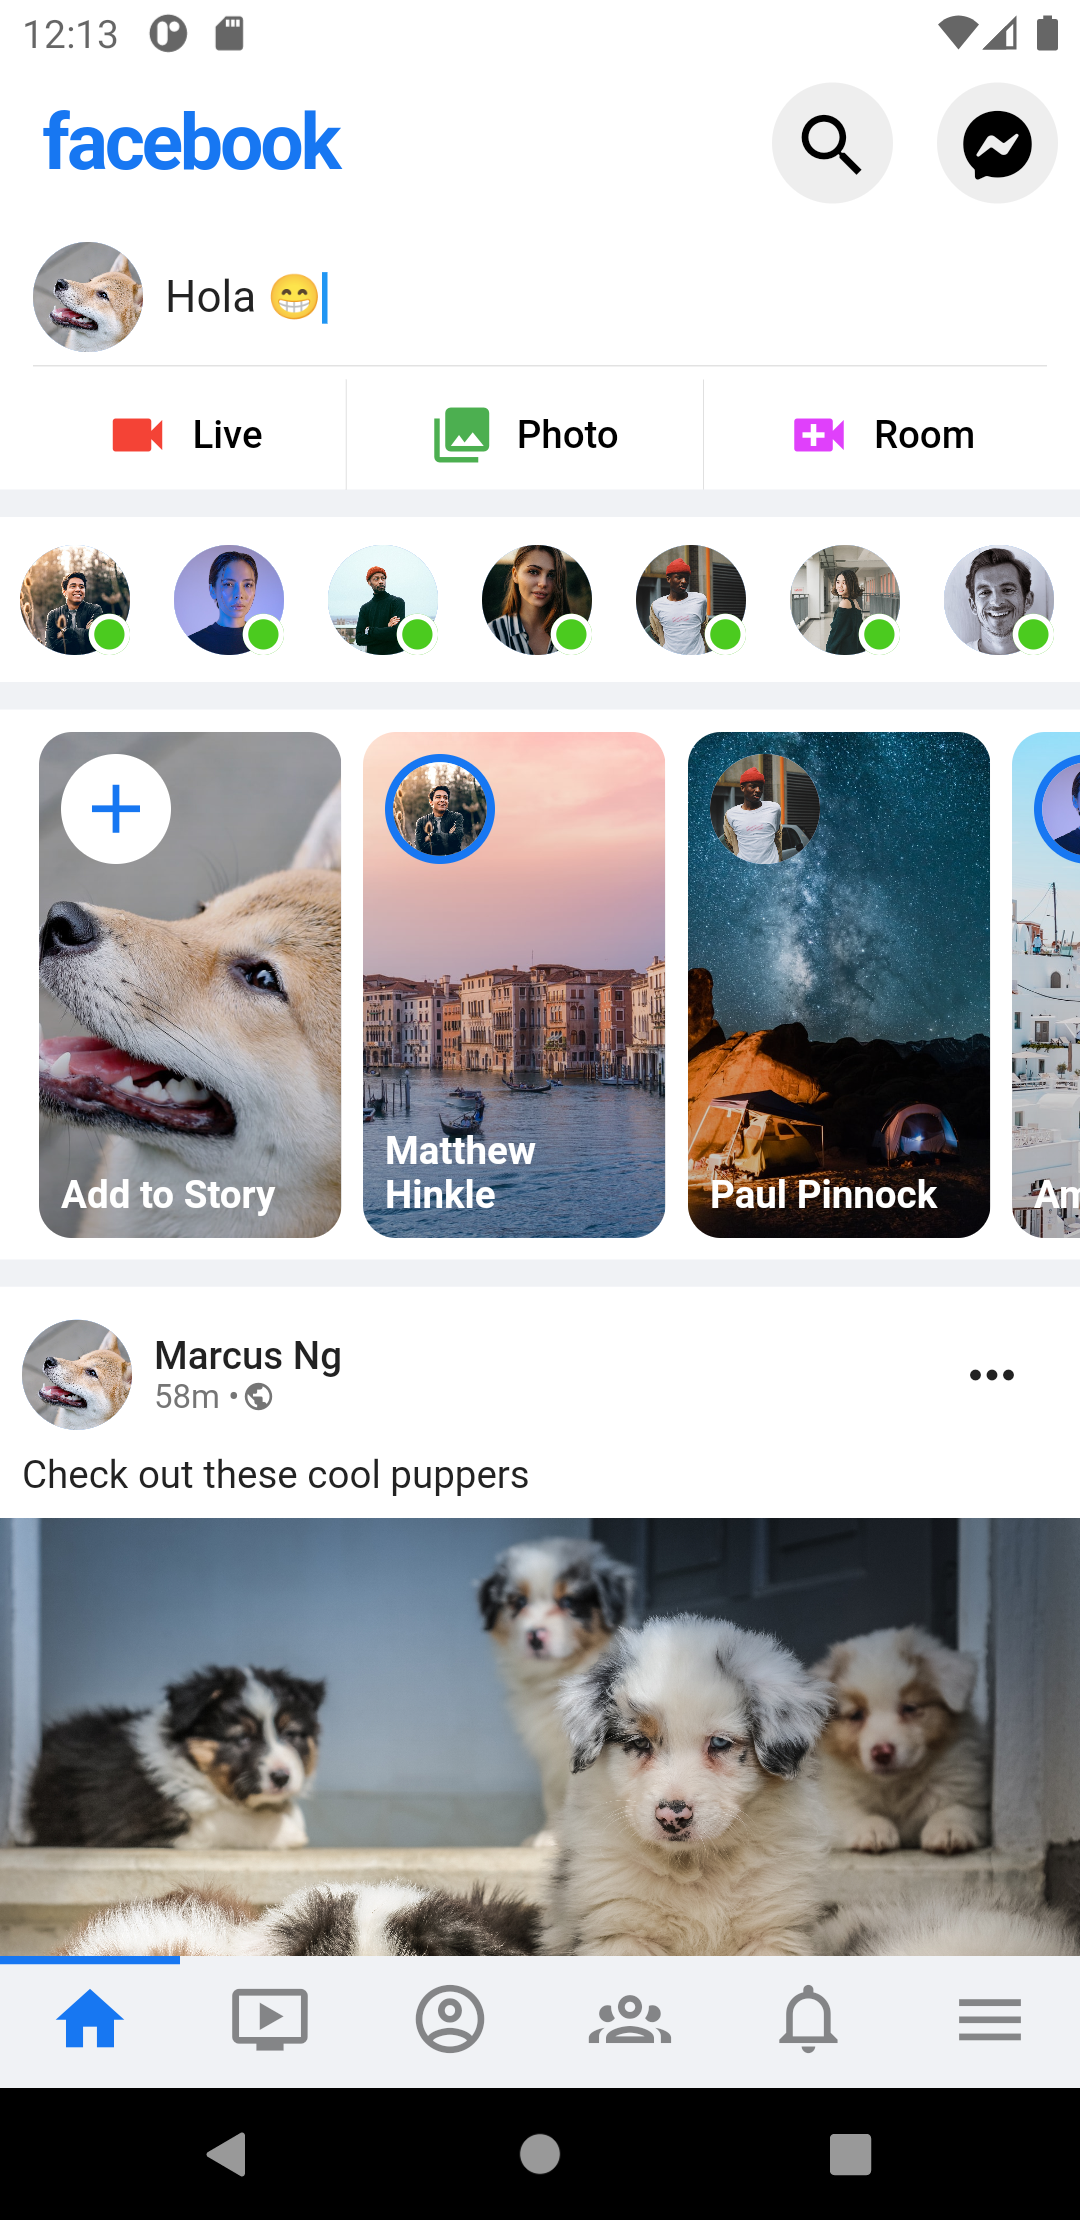 12:13
facebook
Hola 😁
Live
Photo
Room
Add to Story
Matthew
Hinkle
Paul Pinnock
Am
Marcus Ng
58m •
Check out these cool puppers